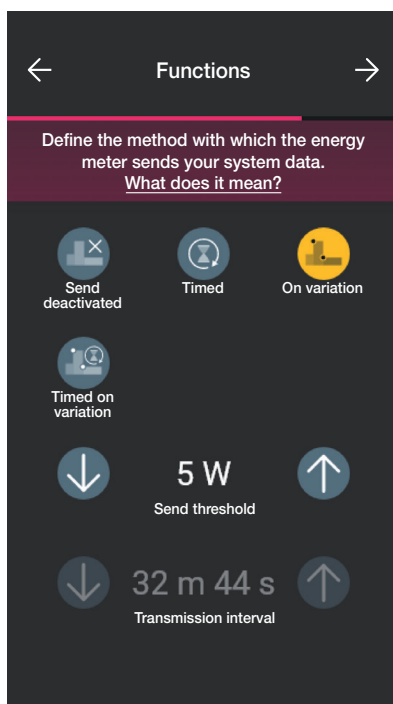 Functions
Define the method with which the energy
meter sends your system data.
What does it mean?
Send
deactivated
Timed
On variation
Timed on
variation
5 W
Send threshold
32 m 44 s
Transmission interval